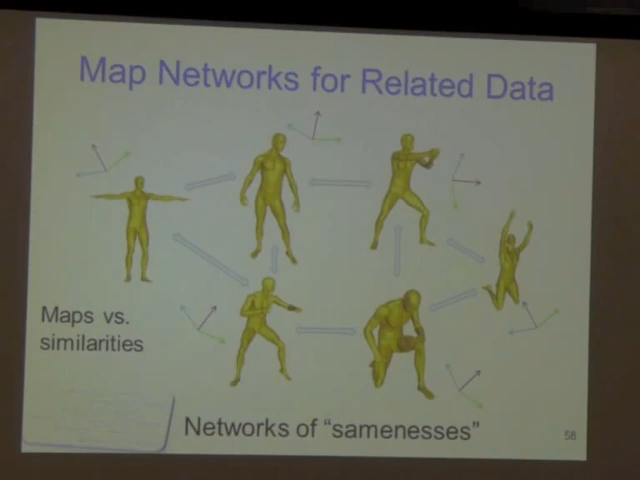 Map Networks for Related Data
Maps vs.
similarities
Networks of “samenesses”
58